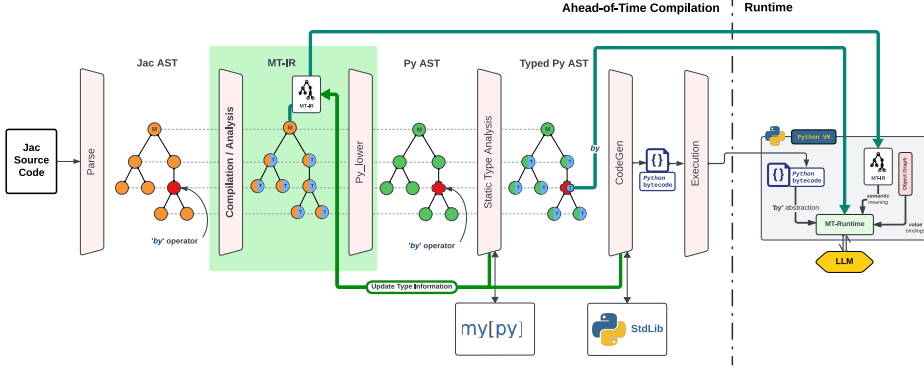 Ahead-of-Time Compilation
Runtime
Jac AST
MT-IR
Py AST
Typed Py AST
MT-IR
Jac
Source
Code
Parse
Compilation / Analysis
Py_lower
Static Type Analysis
CodeGen
Execution
M
T
T
T
T
T
T
M
M
T
T
T
T
T
T
T
by
{}
Python
bytecode
'by' operator
'by' operator
Update Type Information
my[py]
StdLib
Python VM
{}
Python
bytecode
MT-IR
Object Graph
semantic
meaning
'by' abstraction
MT-Runtime
value
bindings
LLM